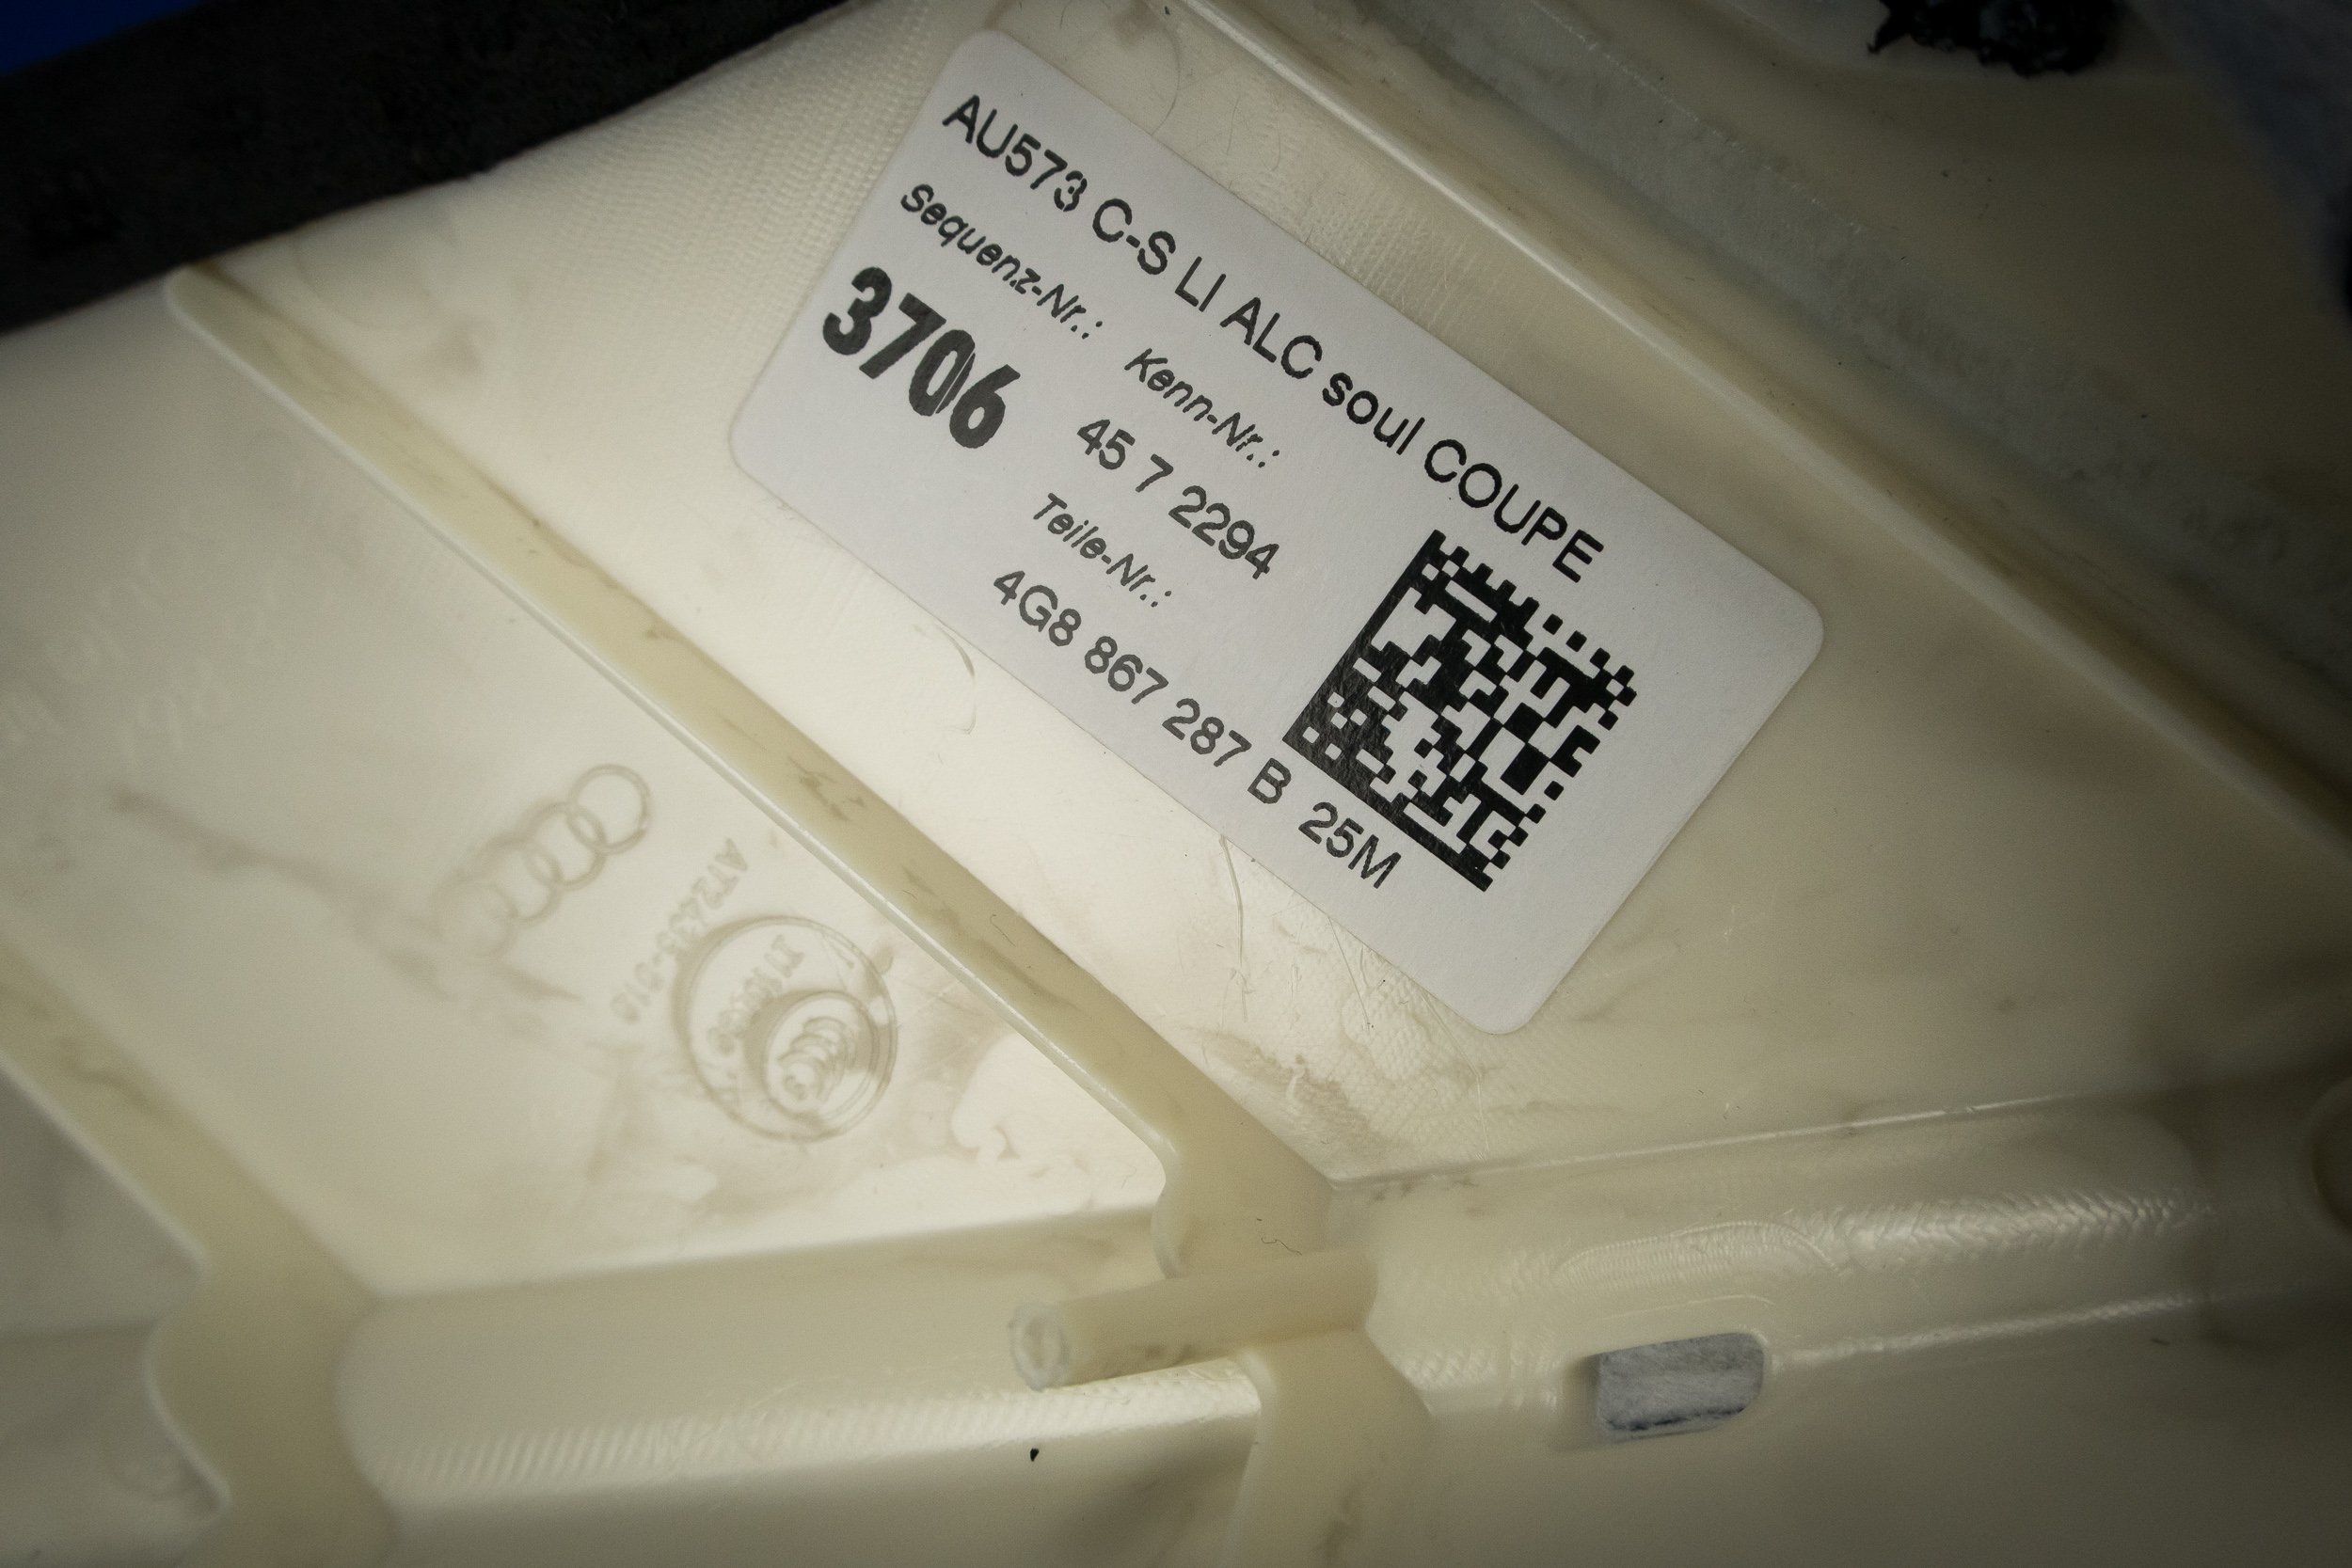 AU573 C-S LI ALC soul COUPE
Sequenz-Nr.: Kenn-Nr.:
3706 45 7 2294
Teile-Nr.:
4G8 867 287 B 25M